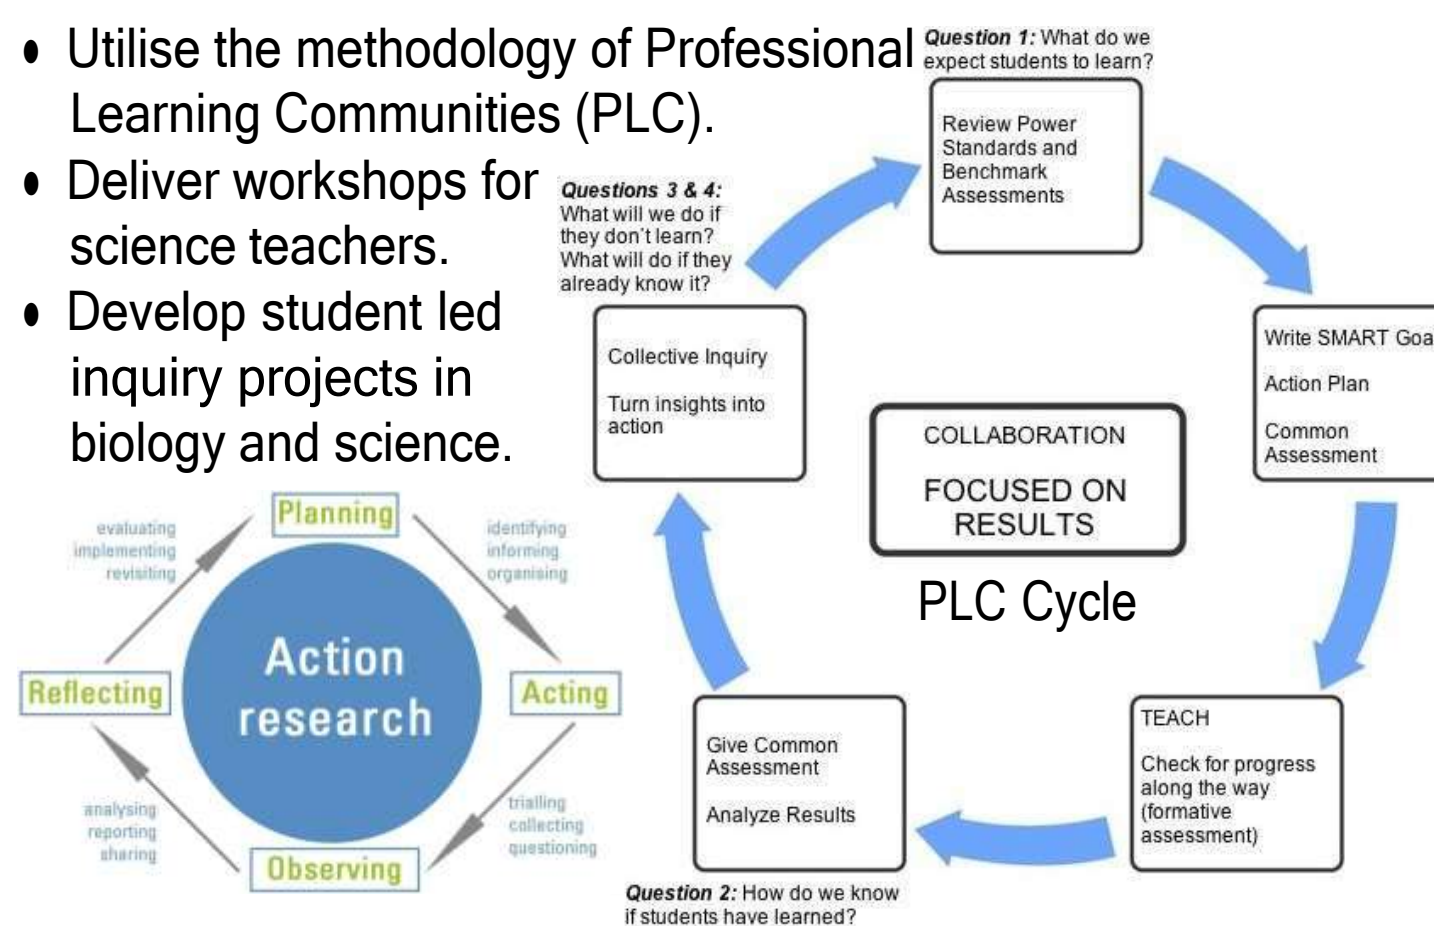 • Utilise the methodology of Professional
Learning Communities (PLC).
• Deliver workshops for
science teachers.
• Develop student led
inquiry projects in
biology and science.
Question 1: What do we
expect students to learn?
Review Power
Standards and
Benchmark
Assessments
Write SMART Goa
Action Plan
Common
Assessment
TEACH
Check for progress
along the way
(formative
assessment)
Give Common
Assessment
Analyze Results
Question 2: How do we know
if students have learned?
Questions 3 & 4:
What will we do if
they don't learn?
What will do if they
already know it?
Collective Inquiry
Turn insights into
action
COLLABORATION
FOCUSED ON
RESULTS
PLC Cycle
Planning
identifying
informing
organising
Acting
trialling
collecting
questioning
Observing
analysing
reporting
sharing
Reflecting
evaluating
implementing
revisiting
Action
research